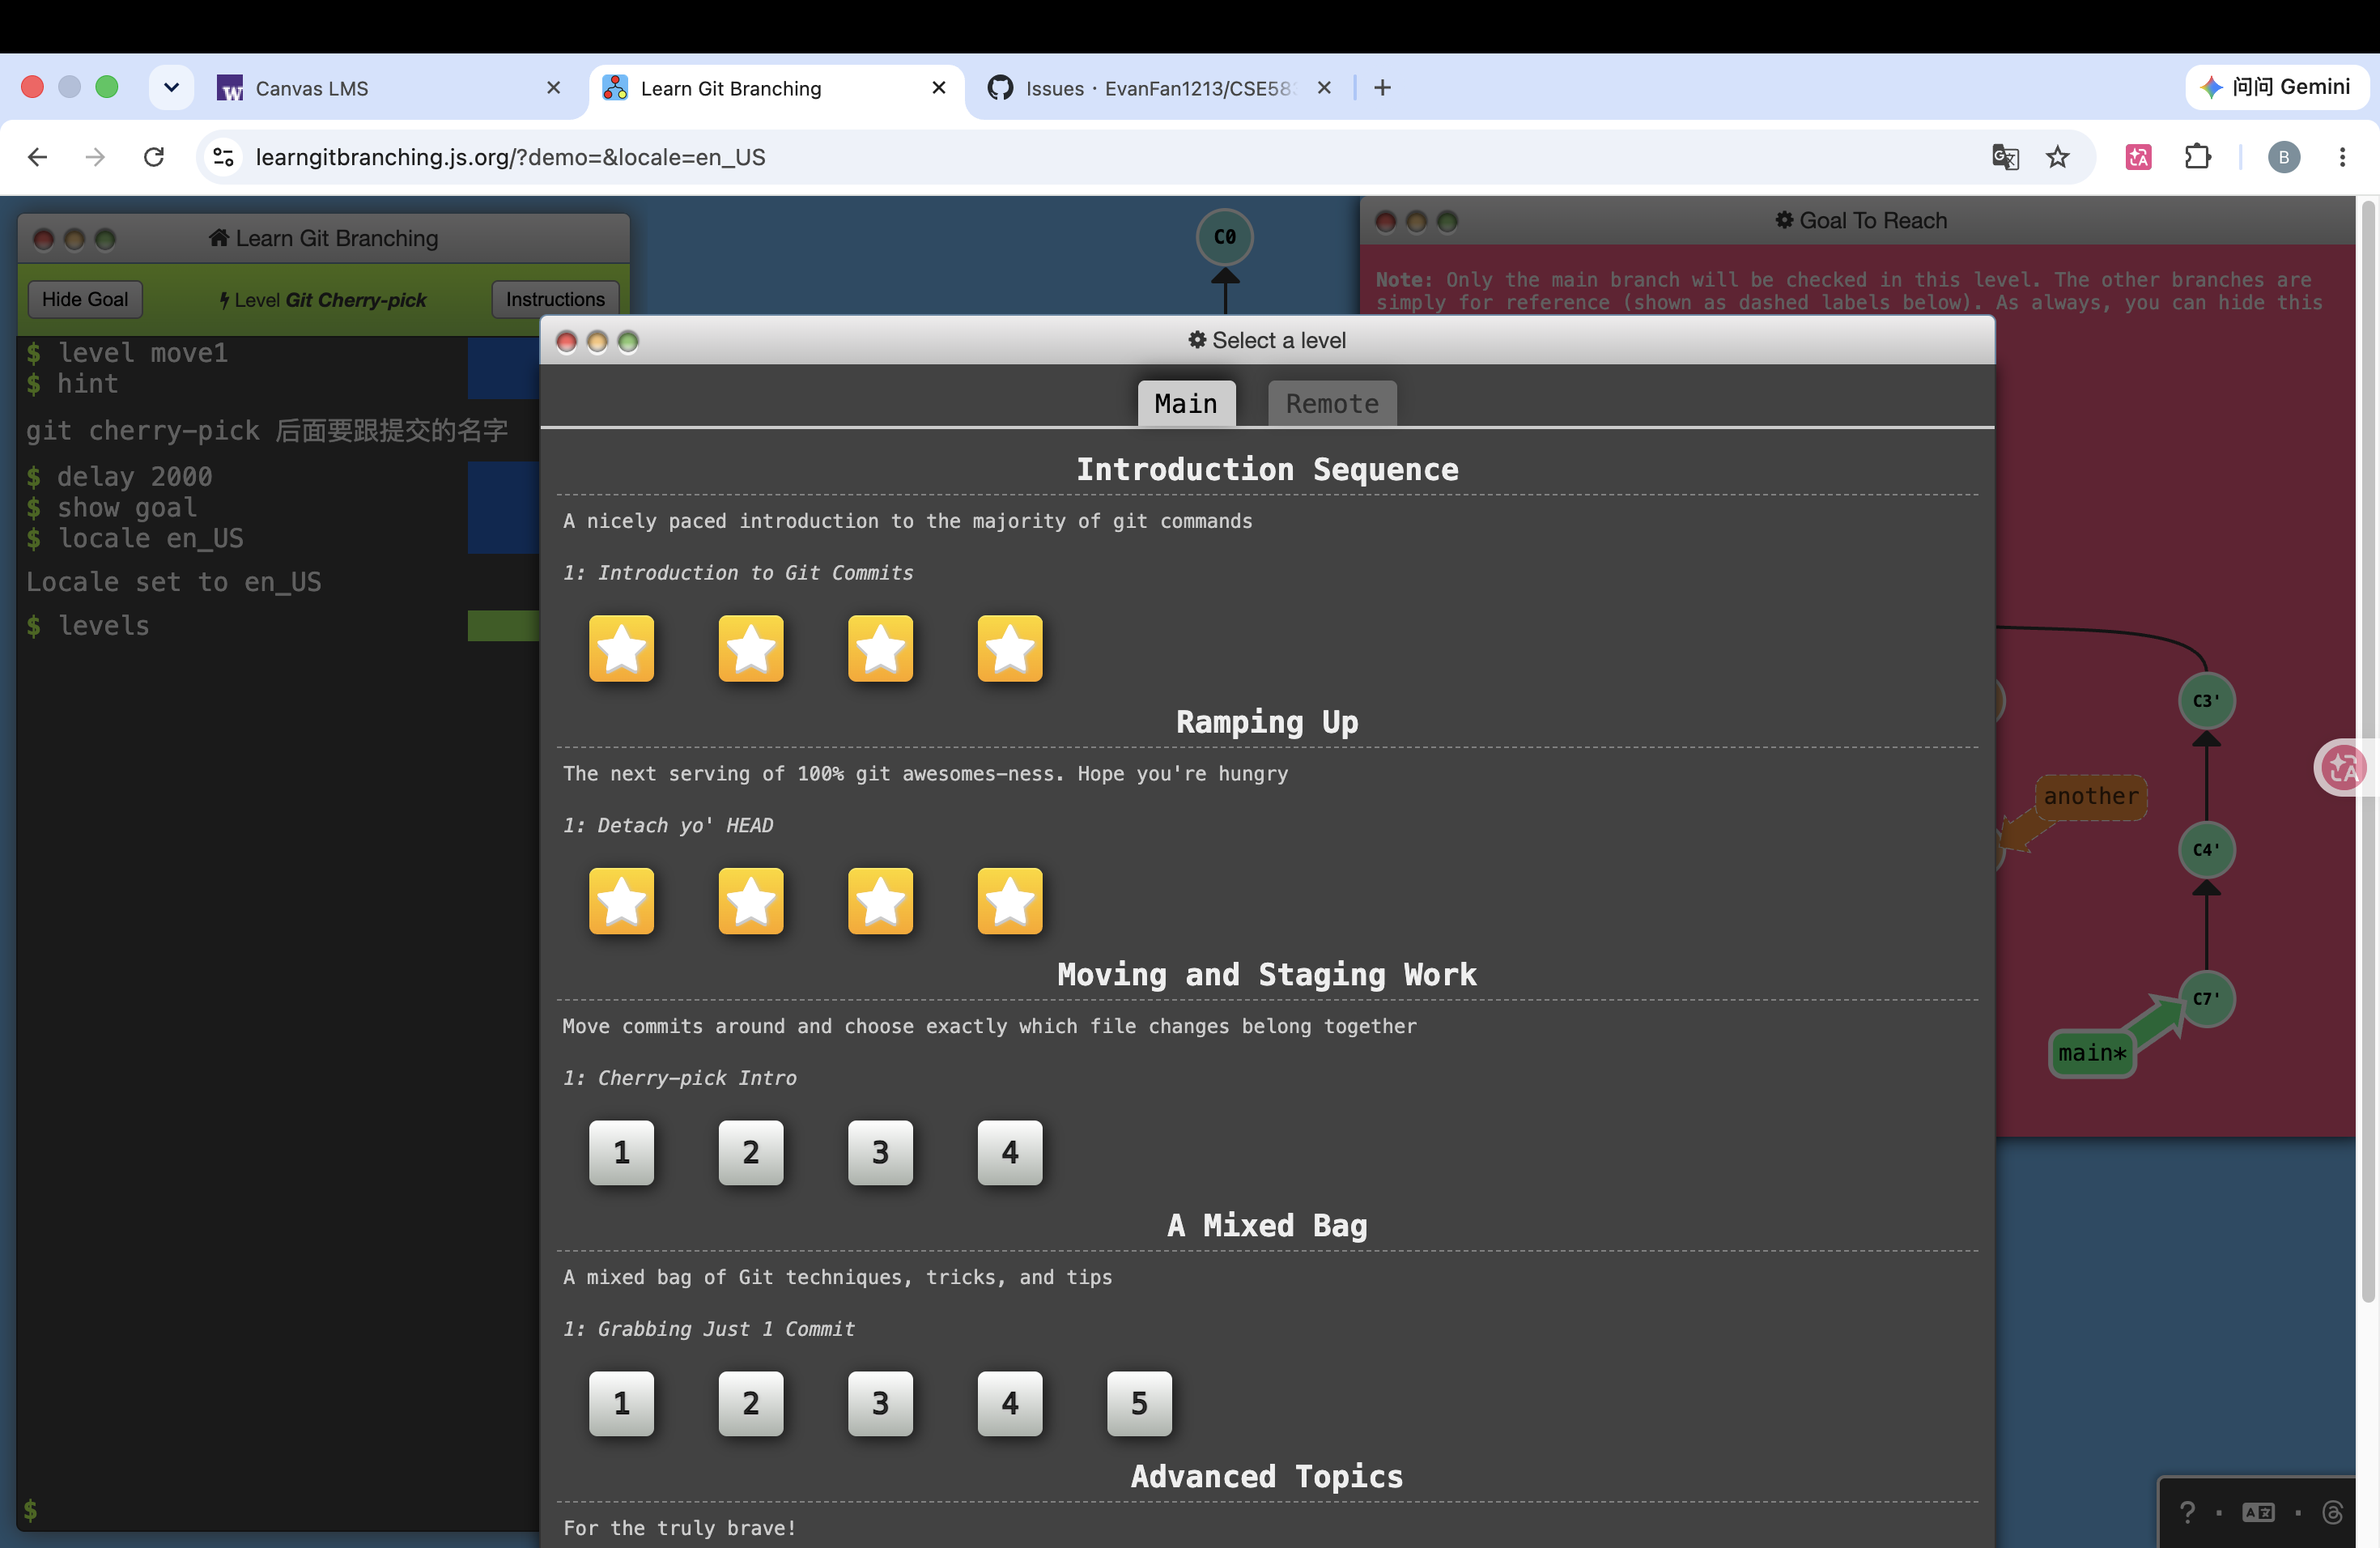 Canvas LMS
Learn Git Branching
Issues · EvanFan1213/CSE58
问问 Gemini
learngitbranching.js.org/?demo=&locale=en_US
B
Learn Git Branching
Hide Goal
Level Git Cherry-pick
Instructions
$ level move1
$ hint
git cherry-pick 后面要跟提交的名字
$ delay 2000
$ show goal
$ locale en_US
Locale set to en_US
$ levels
$
C0
Goal To Reach
Note: Only the main branch will be checked in this level. The other branches are
simply for reference (shown as dashed labels below). As always, you can hide this
Select a level
Main
Remote
Introduction Sequence
A nicely paced introduction to the majority of git commands
1: Introduction to Git Commits
Ramping Up
The next serving of 100% git awesomes-ness. Hope you're hungry
1: Detach yo' HEAD
Moving and Staging Work
Move commits around and choose exactly which file changes belong together
1: Cherry-pick Intro
1 2 3 4
A Mixed Bag
A mixed bag of Git techniques, tricks, and tips
1: Grabbing Just 1 Commit
1 2 3 4 5
Advanced Topics
For the truly brave!
C3'
another
C4'
C7'
main*
? · A文 ·